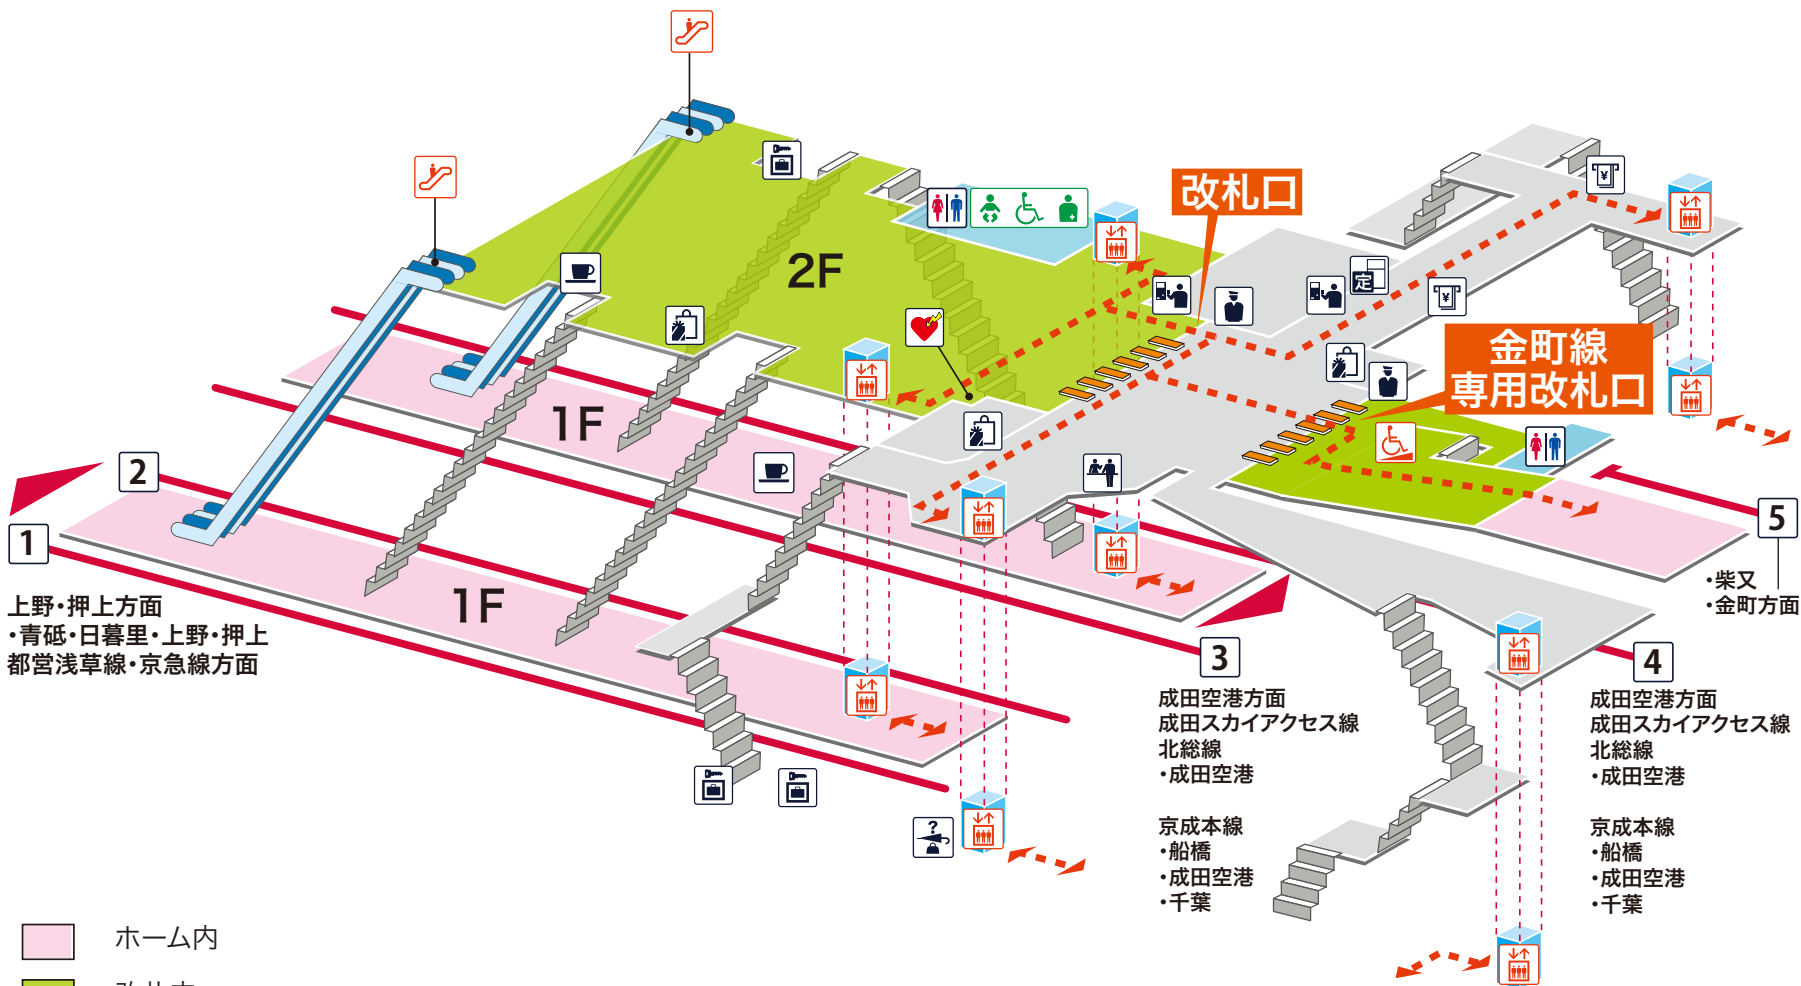 改札口
2F
定
¥
¥
金町線
専用改札口
1F
2
1
上野・押上方面
・青砥・日暮里・上野・押上
都営浅草線・京急線方面
1F
5
・柴又
・金町方面
3
成田空港方面
成田スカイアクセス線
北総線
・成田空港
京成本線
・船橋
・成田空港
・千葉
4
成田空港方面
成田スカイアクセス線
北総線
・成田空港
京成本線
・船橋
・成田空港
・千葉
?
ホーム内